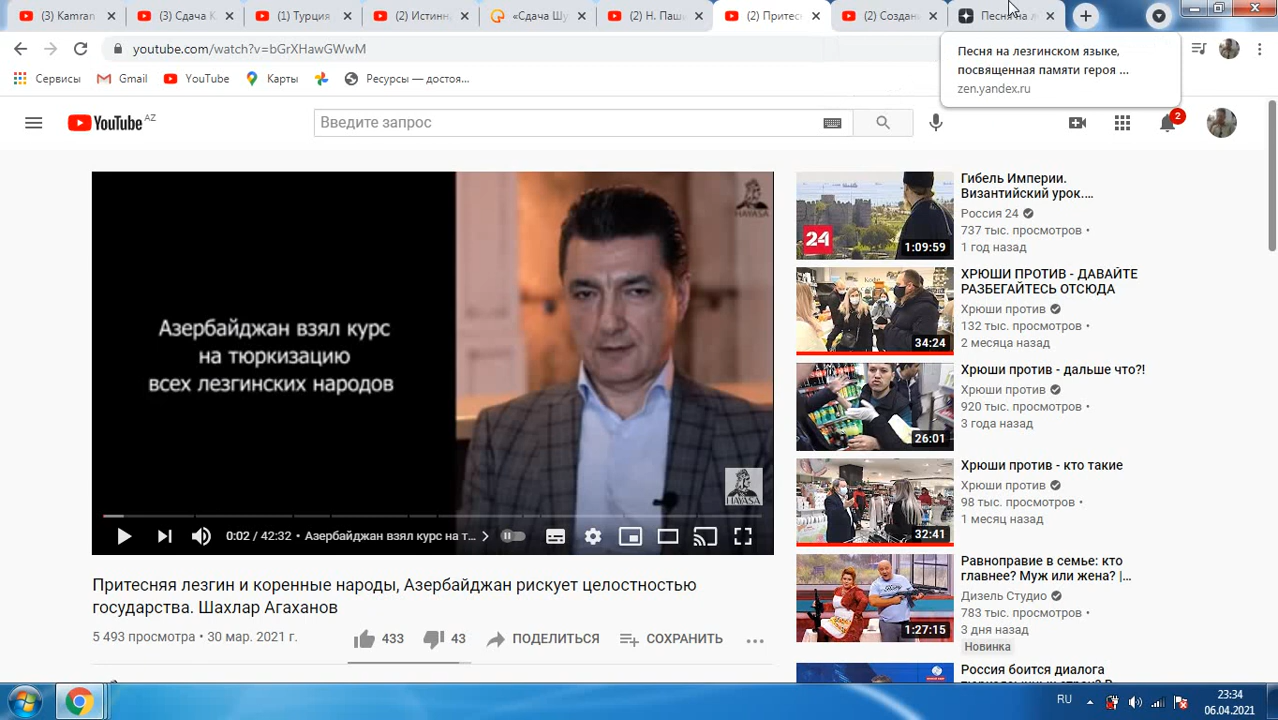 (3) Kamran
(3) Сдача К
(1) Турция
(2) Истинн
«Сдача Шу
(2) Н. Паш
(2) Притес
(2) Создан
Песня на л
youtube.com/watch?v=bGrXHawGWwM
Песня на лезгинском языке,
посвященная памяти героя ...
zen.yandex.ru
Сервисы
Gmail
YouTube
Карты
Ресурсы — достоя...
YouTube AZ
Введите запрос
2
HAYASA
Азербайджан взял курс
на тюркизацию
всех лезгинских народов
HAYASA
0:02 / 42:32 • Азербайджан взял курс на т...
Притесняя лезгин и коренные народы, Азербайджан рискует целостностью
государства. Шахлар Агаханов
5 493 просмотра • 30 мар. 2021 г.
433
43
ПОДЕЛИТЬСЯ
СОХРАНИТЬ
24
1:09:59
Гибель Империи.
Византийский урок....
Россия 24
737 тыс. просмотров •
1 год назад
34:24
ХРЮШИ ПРОТИВ - ДАВАЙТЕ
РАЗБЕГАЙТЕСЬ ОТСЮДА
Хрюши против
132 тыс. просмотров •
2 месяца назад
26:01
Хрюши против - дальше что?!
Хрюши против
920 тыс. просмотров •
3 года назад
32:41
Хрюши против - кто такие
Хрюши против
98 тыс. просмотров •
1 месяц назад
1:27:15
Равноправие в семье: кто
главнее? Муж или жена? |...
Дизель Студио
783 тыс. просмотров •
3 дня назад
Новинка
Россия боится диалога
RU
23:34
06.04.2021